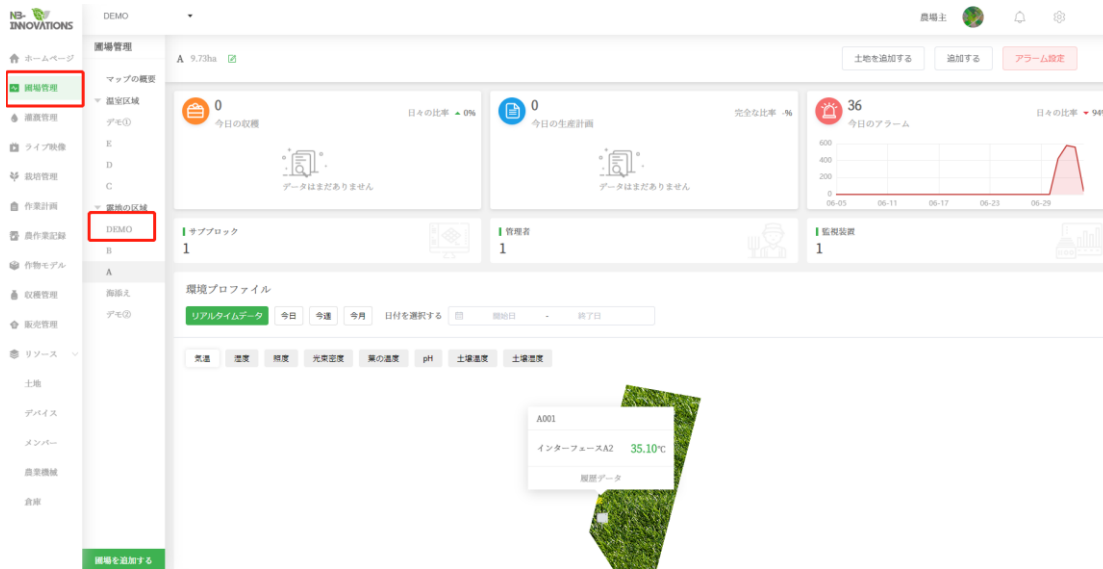 NB-
INNOVATIONS
DEMO
農場主
ホームページ
圃場管理
灌漑管理
ライブ映像
栽培管理
作業計画
農作業記録
作物モデル
収穫管理
販売管理
リソース
土地
デバイス
メンバー
農業機械
倉庫
圃場管理
マップの概要
温室区域
デモ①
E
D
C
露地の区域
DEMO
B
A
海添え
デモ②
圃場を追加する
A 9.73ha
土地を追加する
追加する
アラーム設定
0
今日の収穫
日々の比率 0%
データはまだありません
0
今日の生産計画
完全な比率 -%
データはまだありません
36
今日のアラーム
日々の比率 94%
600
400
200
0
06-05 06-11 06-17 06-23 06-29
サブブロック
1
管理者
1
監視装置
1
環境プロファイル
リアルタイムデータ 今日 今週 今月 日付を選択する 開始日 - 終了日
気温 湿度 照度 光束密度 葉の温度 pH 土壌温度 土壌湿度
A001
インターフェースA2 35.10℃
履歴データ